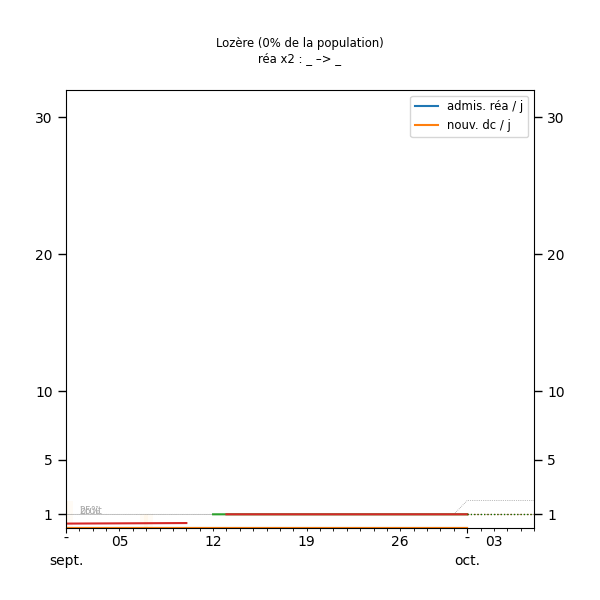 Lozère (0% de la population)
réa x2 : _ –> _
admis. réa / j
nouv. dc / j
30 30
20 20
10 10
5 5
1 1
- 05 12 19 26 - 03
sept. oct.